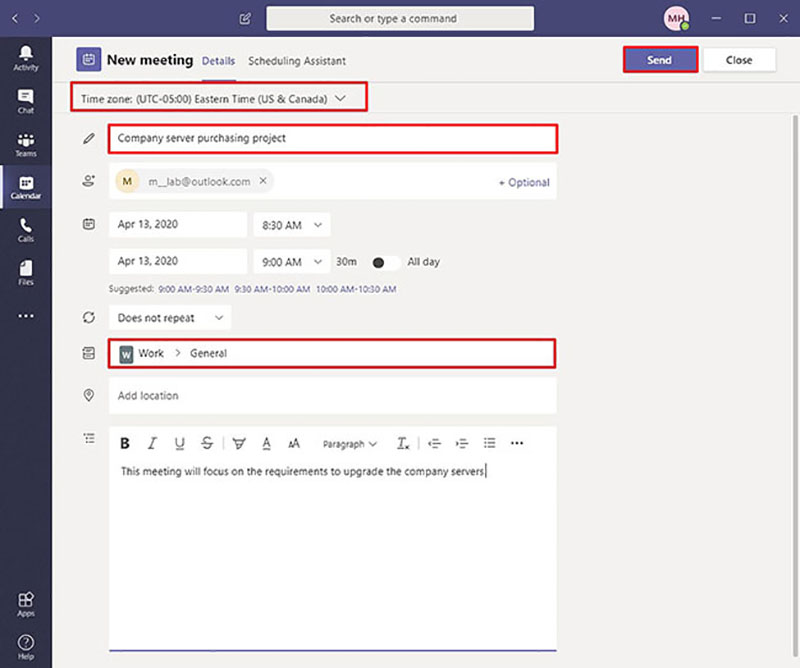 Search or type a command
MH
Activity
Chat
Teams
Calendar
Calls
Files
Apps
Help
New meeting Details Scheduling Assistant Send Close
Time zone: (UTC-05:00) Eastern Time (US & Canada)
Company server purchasing project
M m__lab@outlook.com × + Optional
Apr 13, 2020 8:30 AM
Apr 13, 2020 9:00 AM 30m All day
Suggested: 9:00 AM-9:30 AM 9:30 AM-10:00 AM 10:00 AM-10:30 AM
Does not repeat
W Work > General
Add location
B I U S A AA Paragraph Tx
This meeting will focus on the requirements to upgrade the company servers